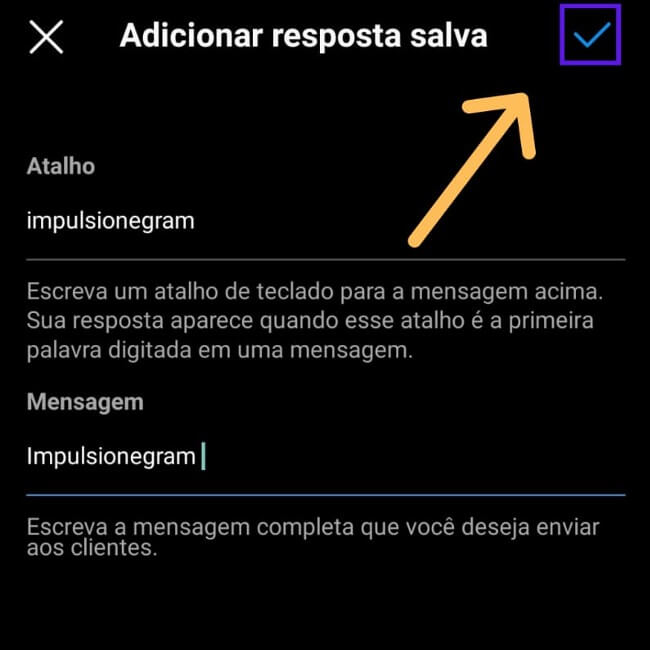 Adicionar resposta salva
Atalho
impulsionegram
Escreva um atalho de teclado para a mensagem acima.
Sua resposta aparece quando esse atalho é a primeira
palavra digitada em uma mensagem.
Mensagem
Impulsionegram
Escreva a mensagem completa que você deseja enviar
aos clientes.